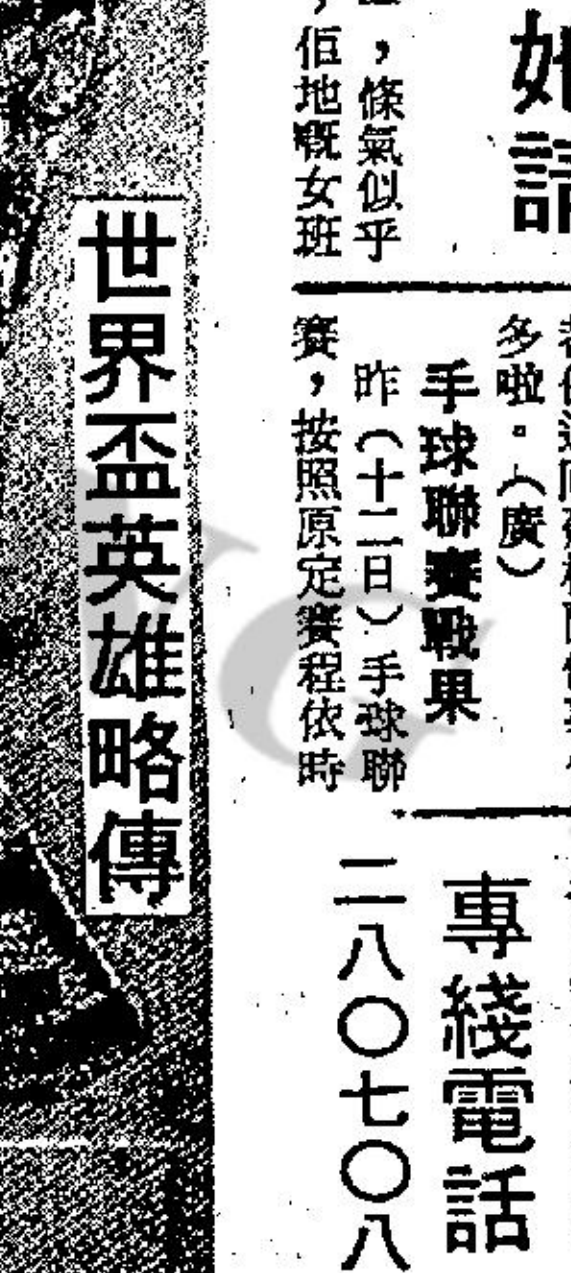 ，條氣似乎
，佢地嘅女班
多啦。（廣）
手球聯賽戰果
昨（十二日）手球聯
賽，按照原定賽程依時
專綫電話
二八〇七〇八
世界盃英雄略傳